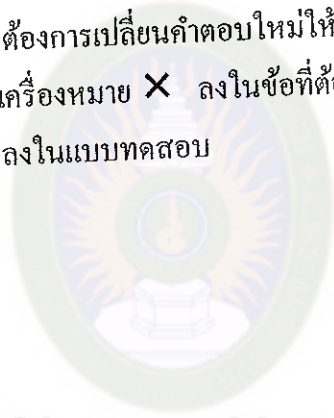 ต้องการเปลี่ยนคำตอบใหม่ให้
เครื่องหมาย × ลงในข้อที่ต้
ลงในแบบทดสอบ